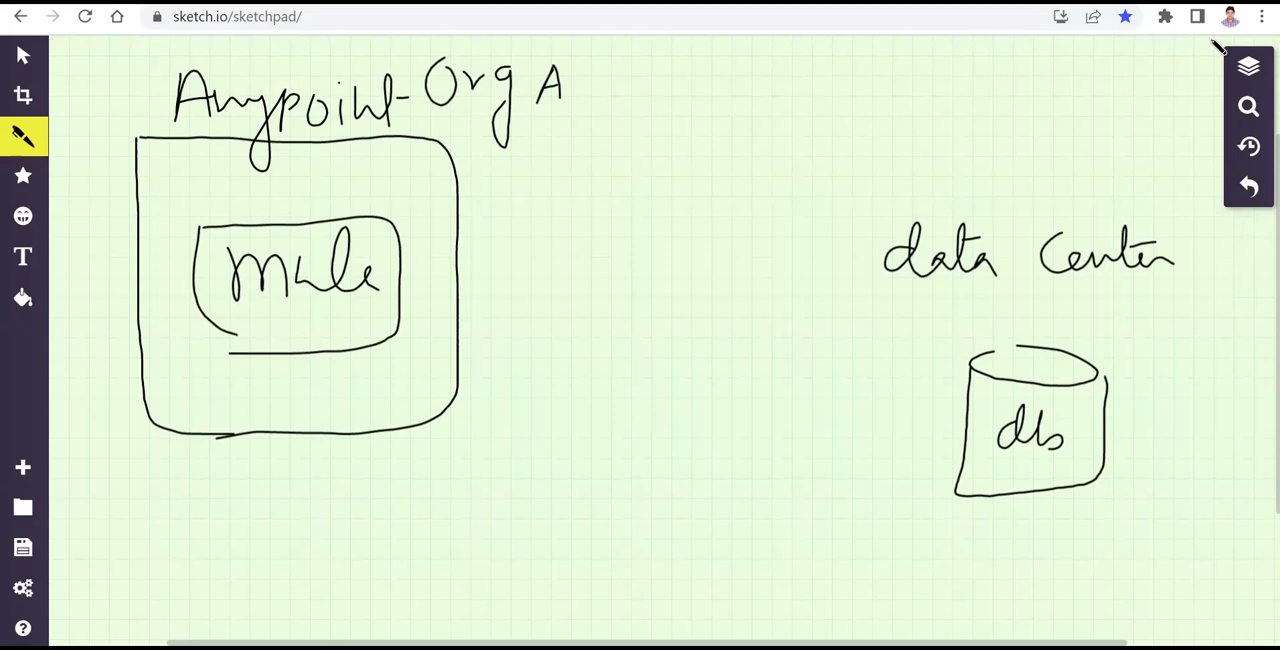 sketch.io/sketchpad/
Anypoint-Org A
mule
data Center
db
T
?